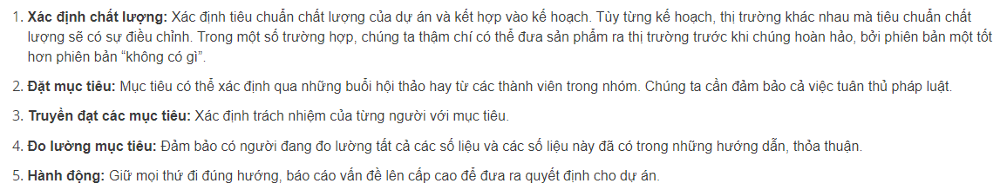 1. Xác định chất lượng: Xác định tiêu chuẩn chất lượng của dự án và kết hợp vào kế hoạch. Tùy từng kế hoạch, thị trường khác nhau mà tiêu chuẩn chất
lượng sẽ có sự điều chỉnh. Trong một số trường hợp, chúng ta thậm chí có thể đưa sản phẩm ra thị trường trước khi chúng hoàn hảo, bởi phiên bản một tốt
hơn phiên bản “không có gì”.
2. Đặt mục tiêu: Mục tiêu có thể xác định qua những buổi hội thảo hay từ các thành viên trong nhóm. Chúng ta cần đảm bảo cả việc tuân thủ pháp luật.
3. Truyền đạt các mục tiêu: Xác định trách nhiệm của từng người với mục tiêu.
4. Đo lường mục tiêu: Đảm bảo có người đang đo lường tất cả các số liệu và các số liệu này đã có trong những hướng dẫn, thỏa thuận.
5. Hành động: Giữ mọi thứ đi đúng hướng, báo cáo vấn đề lên cấp cao để đưa ra quyết định cho dự án.